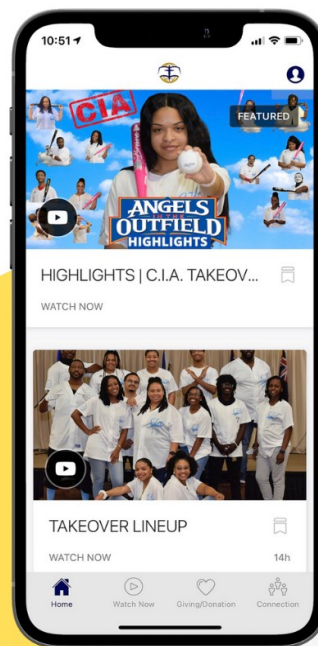 10:51
CIA
FEATURED
ANGELS
IN THE
OUTFIELD
HIGHLIGHTS
HIGHLIGHTS | C.I.A. TAKEOV...
WATCH NOW
TAKEOVER LINEUP
WATCH NOW
14h
Home
Watch Now
Giving/Donation
Connection